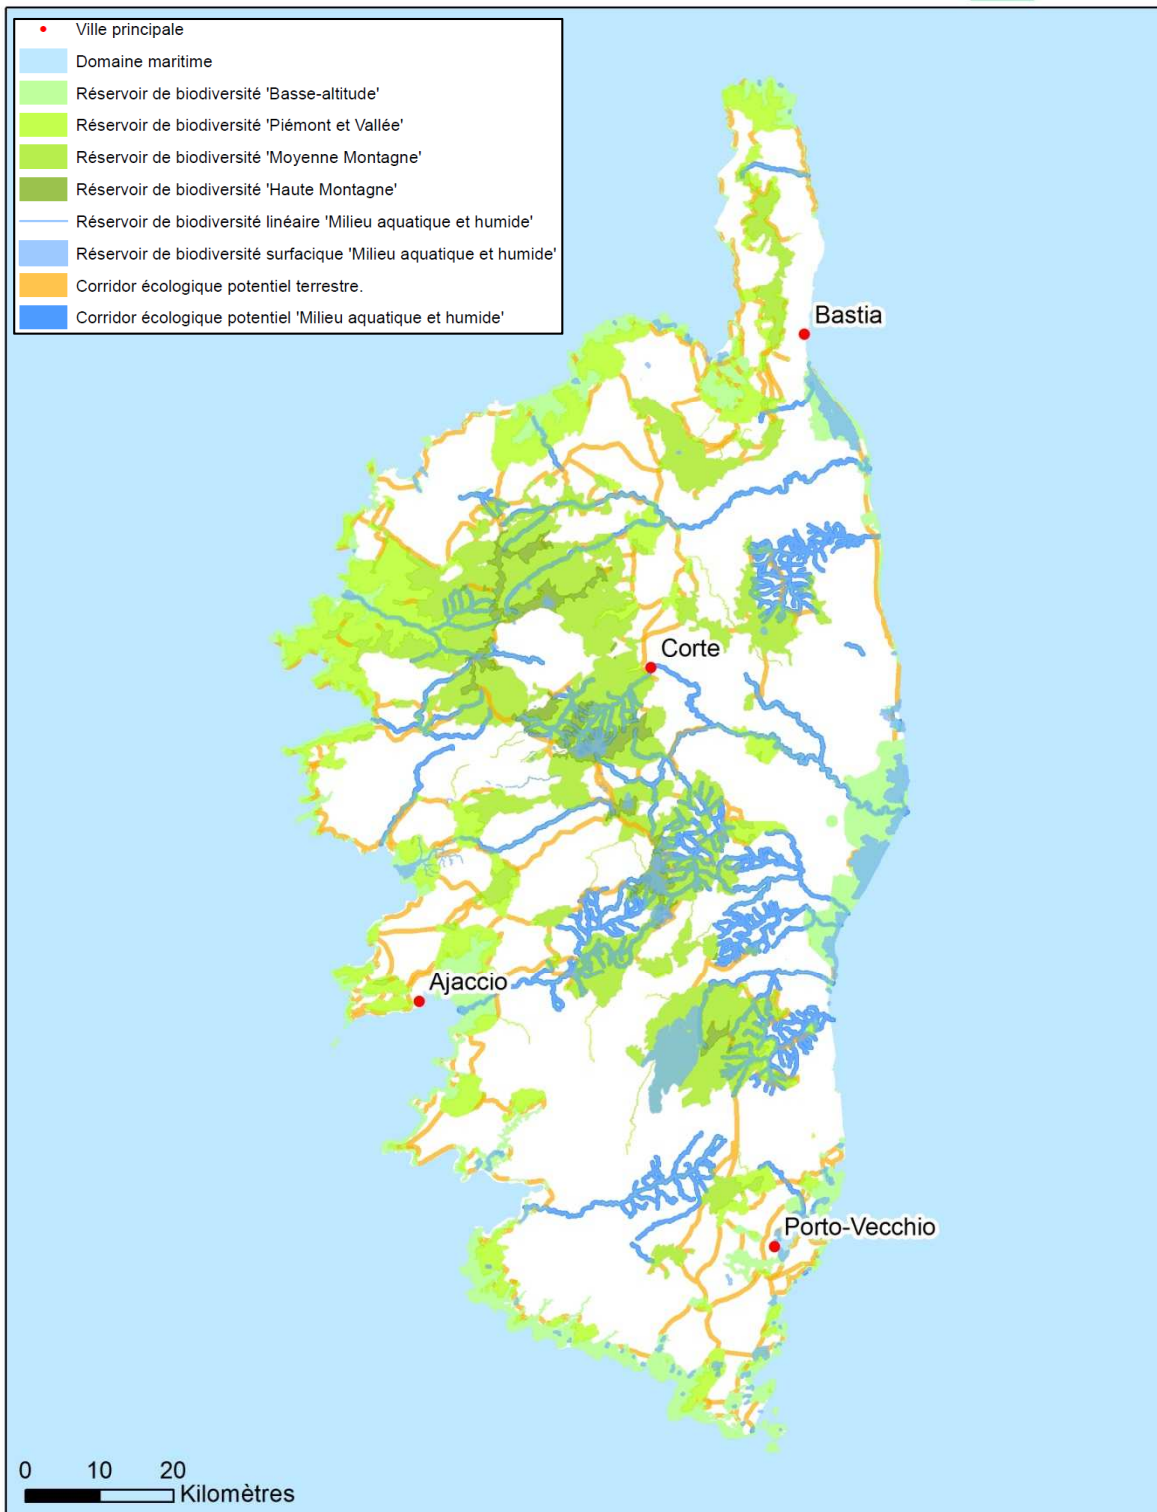 Ville principale
Domaine maritime
Réservoir de biodiversité 'Basse-altitude'
Réservoir de biodiversité 'Piémont et Vallée'
Réservoir de biodiversité 'Moyenne Montagne'
Réservoir de biodiversité 'Haute Montagne'
Réservoir de biodiversité linéaire 'Milieu aquatique et humide'
Réservoir de biodiversité surfacique 'Milieu aquatique et humide'
Corridor écologique potentiel terrestre.
Corridor écologique potentiel 'Milieu aquatique et humide'
Bastia
Corte
Ajaccio
Porto-Vecchio
0 10 20
Kilomètres